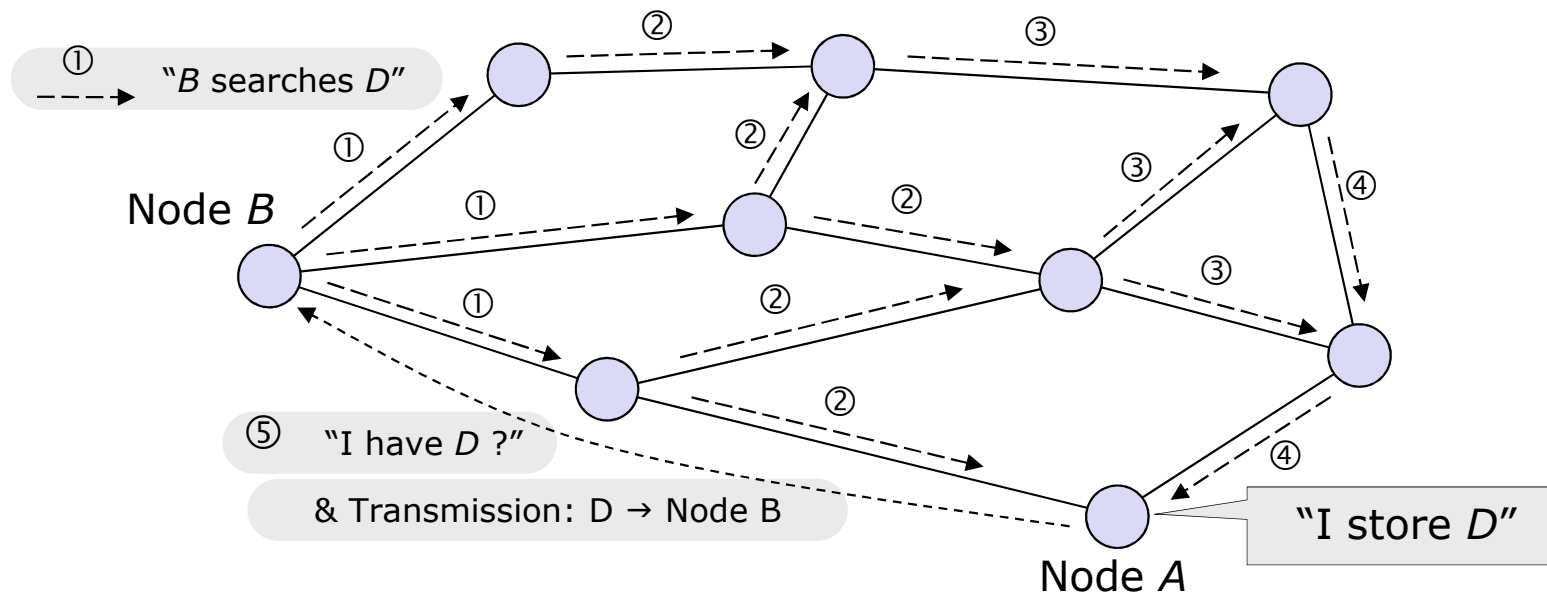 ② ③
① “B searches D”
① ② ③ ④
Node B ① ②
③
① ②
②
④
⑤ “I have D ?”
& Transmission: D → Node B
“I store D”
Node A